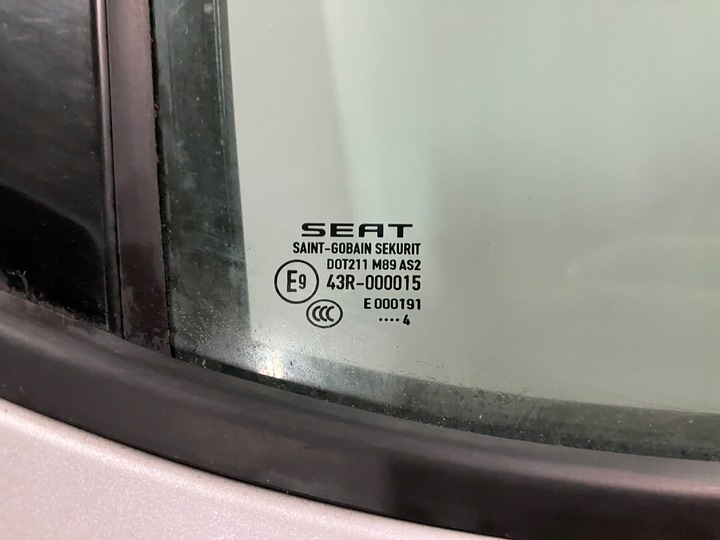 SEAT
SAINT-GOBAIN SEKURIT
DOT211 M89 AS2
E9 43R-000015
E 000191
CCC
····4